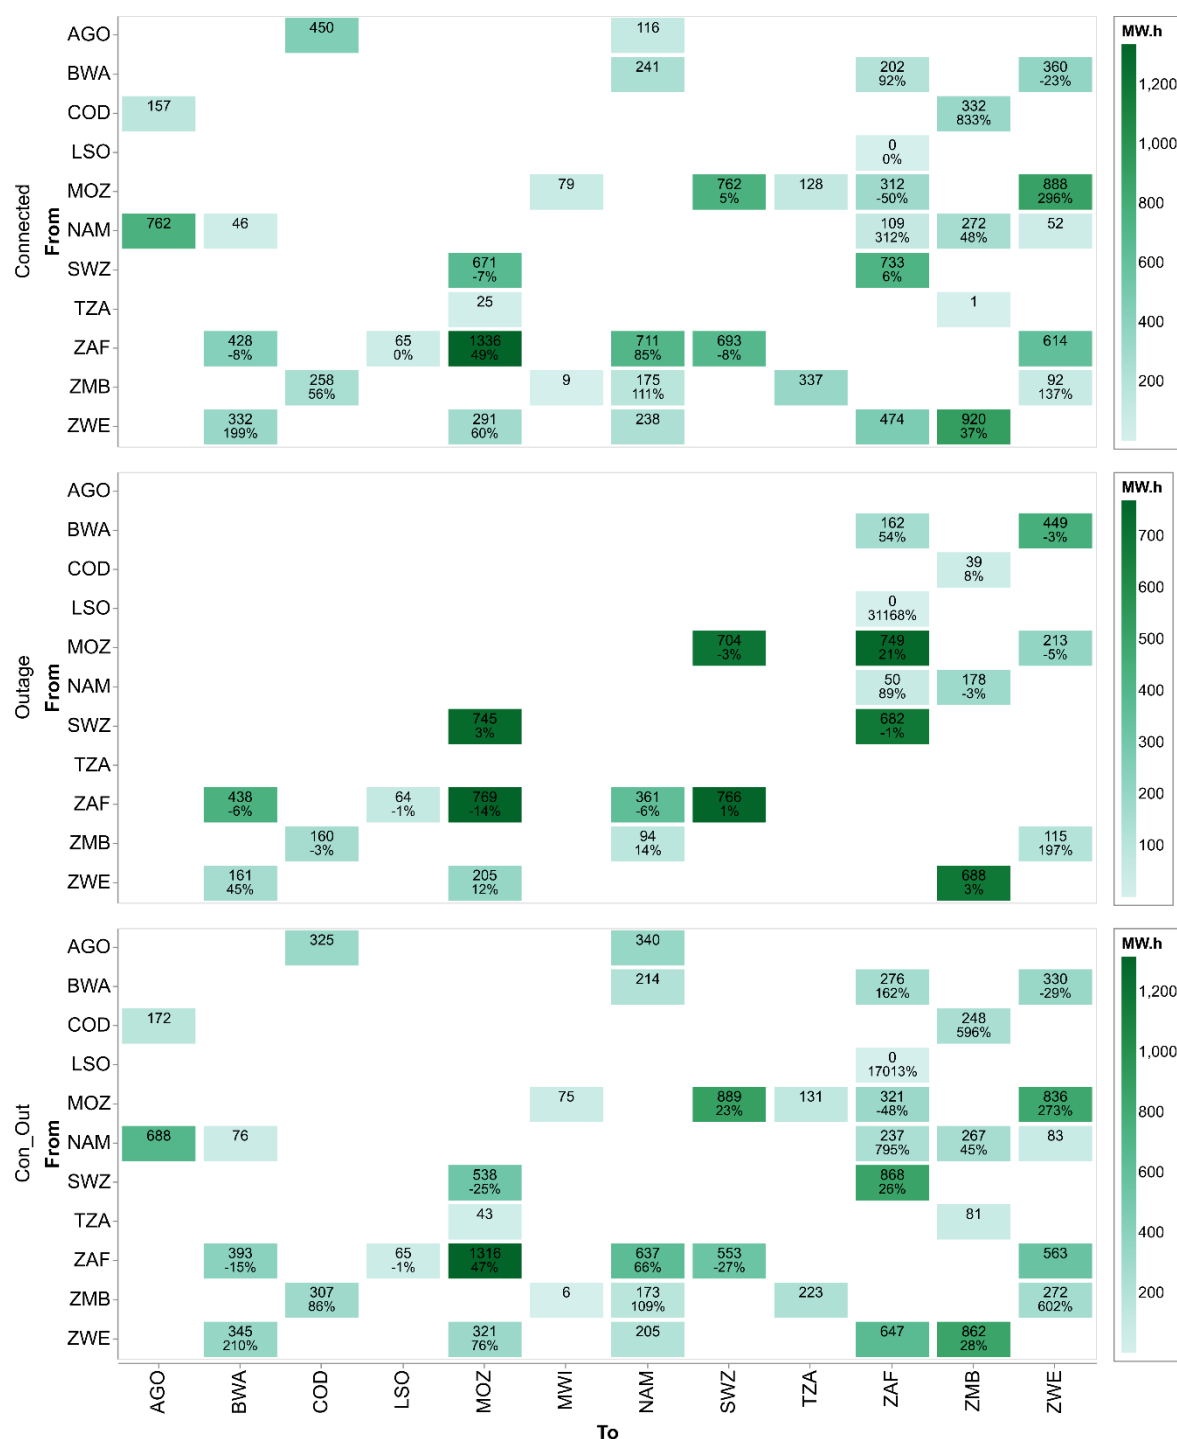 Connected
From
AGO 450 116
BWA 241 202 360
92% -23%
COD 157 332
833%
LSO 0
0%
MOZ 79 762 128 312 888
5% -50% 296%
NAM 762 46 109 272 52
312% 48%
SWZ 671 733
-7% 6%
TZA 25 1
ZAF 428 65 1336 711 693 614
-8% 0% 49% 85% -8%
ZMB 258 9 175 337 92
56% 111% 137%
ZWE 332 291 238 474 920
199% 60% 37%
MW.h
1,200
1,000
800
600
400
200
Outage
From
AGO
BWA 162 449
54% -3%
COD 39
8%
LSO 0
31168%
MOZ 704 749 213
-3% 21% -5%
NAM 50 178
89% -3%
SWZ 745 682
3% -1%
TZA
ZAF 438 64 769 361 766
-6% -1% -14% -6% 1%
ZMB 160 94 115
-3% 14% 197%
ZWE 161 205 688
45% 12% 3%
MW.h
700
600
500
400
300
200
100
Con_Out
From
AGO 325 340
BWA 214 276 330
162% -29%
COD 172 248
596%
LSO 0
17013%
MOZ 75 889 131 321 836
23% -48% 273%
NAM 688 76 237 267 83
795% 45%
SWZ 538 868
-25% 26%
TZA 43 81
ZAF 393 65 1316 637 553 563
-15% -1% 47% 66% -27%
ZMB 307 6 173 223 272
86% 109% 602%
ZWE 345 321 205 647 862
210% 76% 28%
MW.h
1,200
1,000
800
600
400
200
AGO BWA COD LSO MOZ MWI NAM SWZ TZA ZAF ZMB ZWE
To